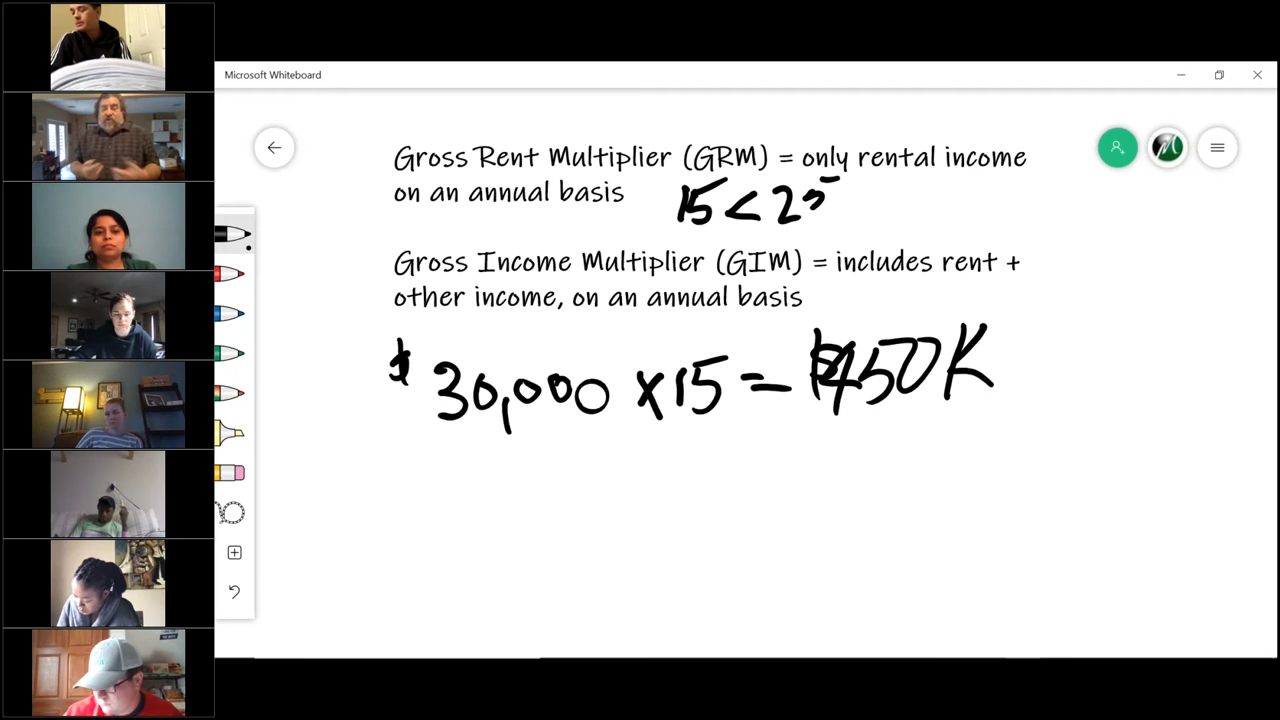 Microsoft Whiteboard
Gross Rent Multiplier (GRM) = only rental income
on an annual basis
15 < 25
Gross Income Multiplier (GIM) = includes rent +
other income, on an annual basis
$30,000 x 15 = $450K